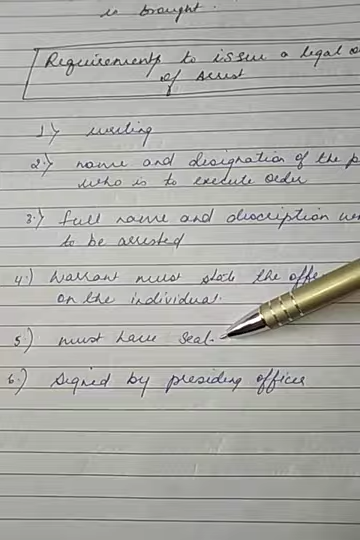 is brought.
Requirements to issue a legal
of arrest
1.) writing
2.) name and designation of the
who is to execute order
3.) full name and discription
to be arrested
4.) Warrant must state the
on the individual.
5.) must have seal.
6.) Signed by presiding officer